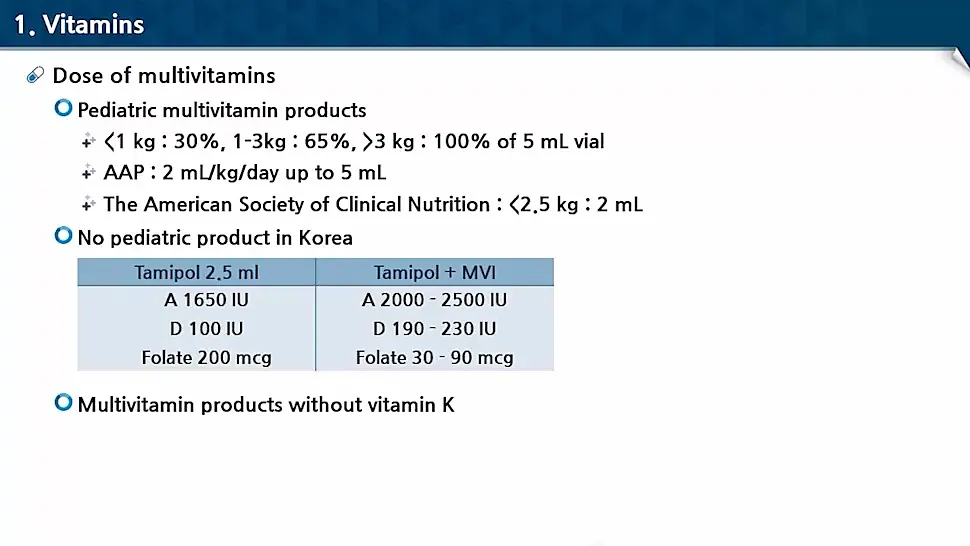 1. Vitamins
Dose of multivitamins
Pediatric multivitamin products
<1 kg : 30%, 1-3kg : 65%, >3 kg : 100% of 5 mL vial
AAP : 2 mL/kg/day up to 5 mL
The American Society of Clinical Nutrition : <2.5 kg : 2 mL
No pediatric product in Korea
Tamipol 2.5 ml Tamipol + MVI
A 1650 IU A 2000 - 2500 IU
D 100 IU D 190 - 230 IU
Folate 200 mcg Folate 30 - 90 mcg
Multivitamin products without vitamin K